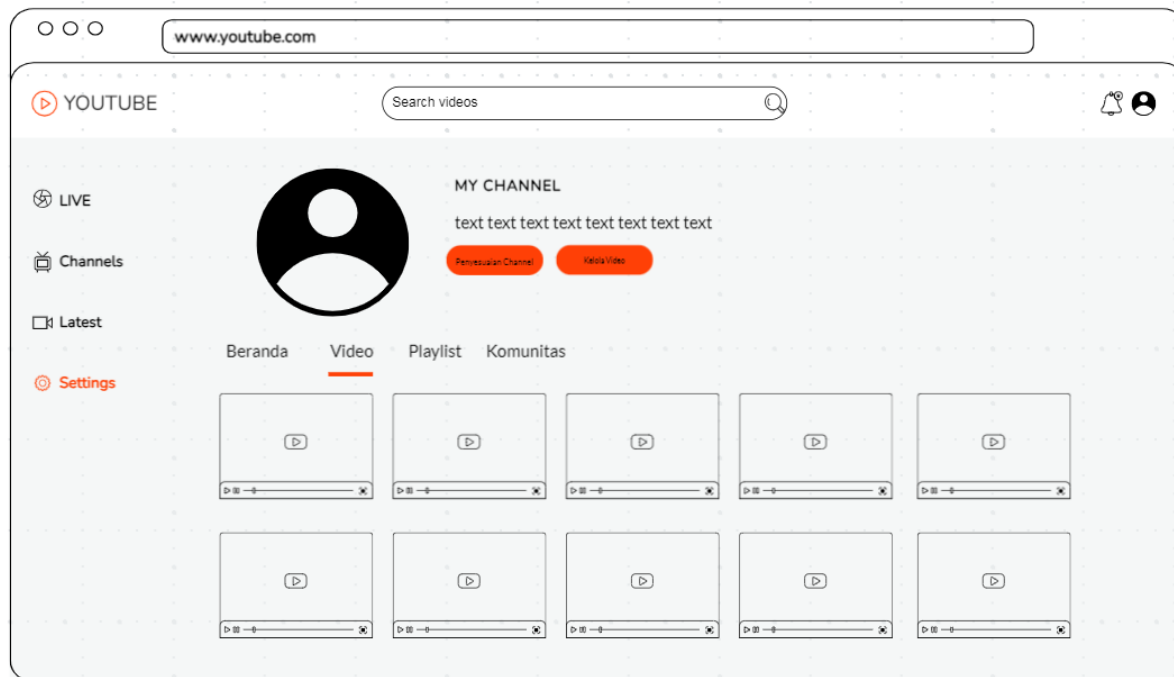 www.youtube.com
YOUTUBE
Search videos
LIVE
Channels
Latest
Settings
MY CHANNEL
text text text text text text text text
Penyesuaian Channel
Kelola Video
Beranda Video Playlist Komunitas